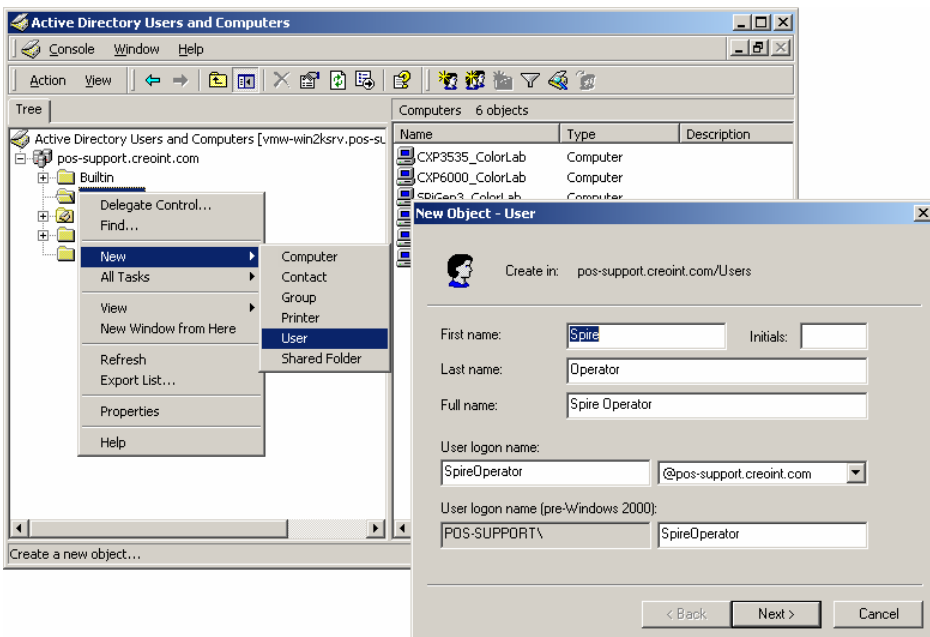 Active Directory Users and Computers
Console Window Help
Action View
Tree
Computers 6 objects
Active Directory Users and Computers [vmw-win2ksrv.pos-su
pos-support.creoint.com
Builtin
Name Type Description
CXP3535_ColorLab Computer
CXP6000_ColorLab Computer
SPiGen3_ColorLab Computer
Delegate Control...
Find...
New
All Tasks
View
New Window from Here
Refresh
Export List...
Properties
Help
Computer
Contact
Group
Printer
User
Shared Folder
Create a new object...
New Object - User
Create in: pos-support.creoint.com/Users
First name: Spire Initials:
Last name: Operator
Full name: Spire Operator
User logon name:
SpireOperator @pos-support.creoint.com
User logon name (pre-Windows 2000):
POS-SUPPORT\ SpireOperator
< Back Next > Cancel